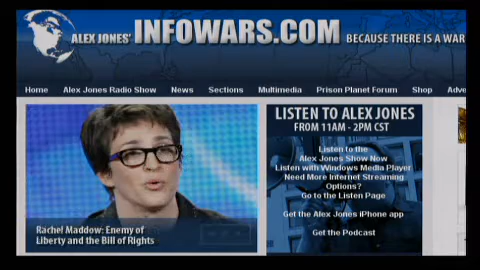 ALEX JONES' INFOWARS.COM BECAUSE THERE IS A WAR
Home Alex Jones Radio Show News Sections Multimedia Prison Planet Forum Shop Adve
Rachel Maddow: Enemy of
Liberty and the Bill of Rights
LISTEN TO ALEX JONES
FROM 11AM - 2PM CST
Listen to the
Alex Jones Show Now
Listen with Windows Media Player
Need More Internet Streaming
Options?
Go to the Listen Page
Get the Alex Jones iPhone app
Get the Podcast